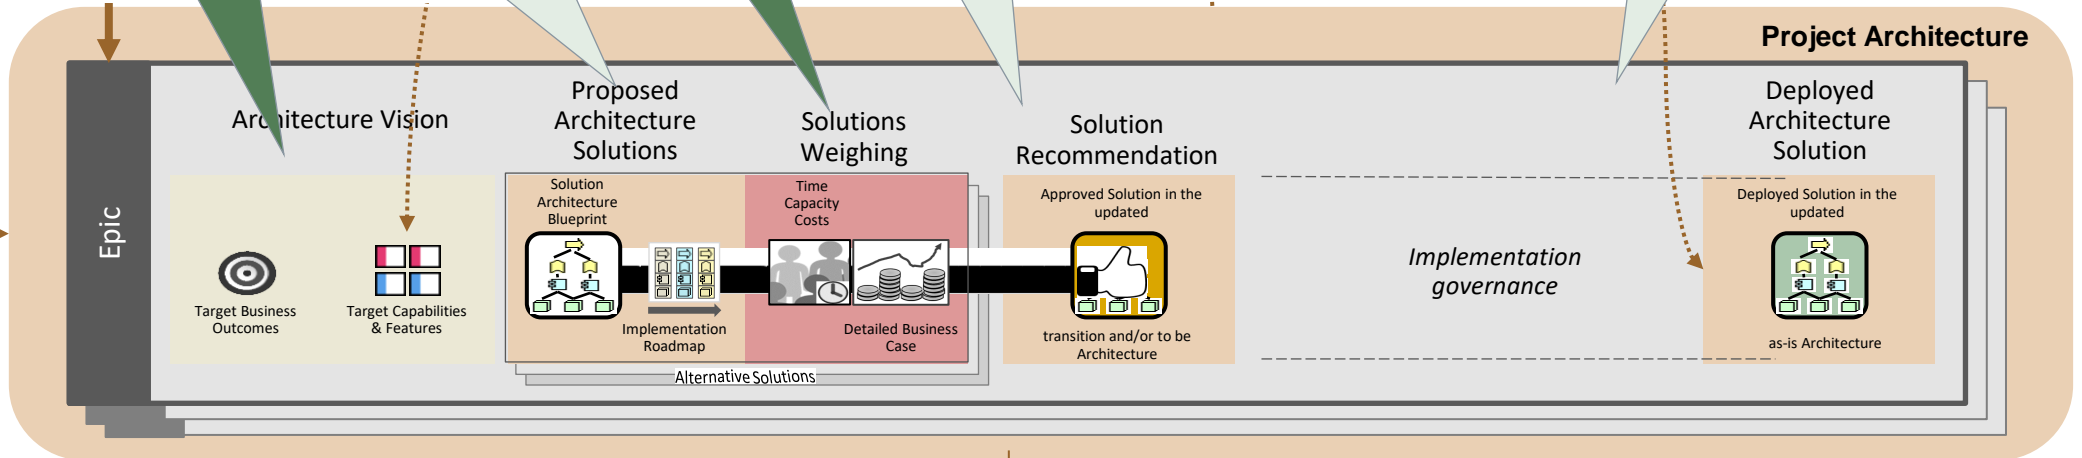 Project Architecture
Epic
Architecture Vision
Target Business
Outcomes
Target Capabilities
& Features
Proposed
Architecture
Solutions
Solution
Architecture
Blueprint
Implementation
Roadmap
Solutions
Weighing
Time
Capacity
Costs
Detailed Business
Case
Alternative Solutions
Solution
Recommendation
Approved Solution in the
updated
transition and/or to be
Architecture
Implementation
governance
Deployed
Architecture
Solution
Deployed Solution in the
updated
as-is Architecture